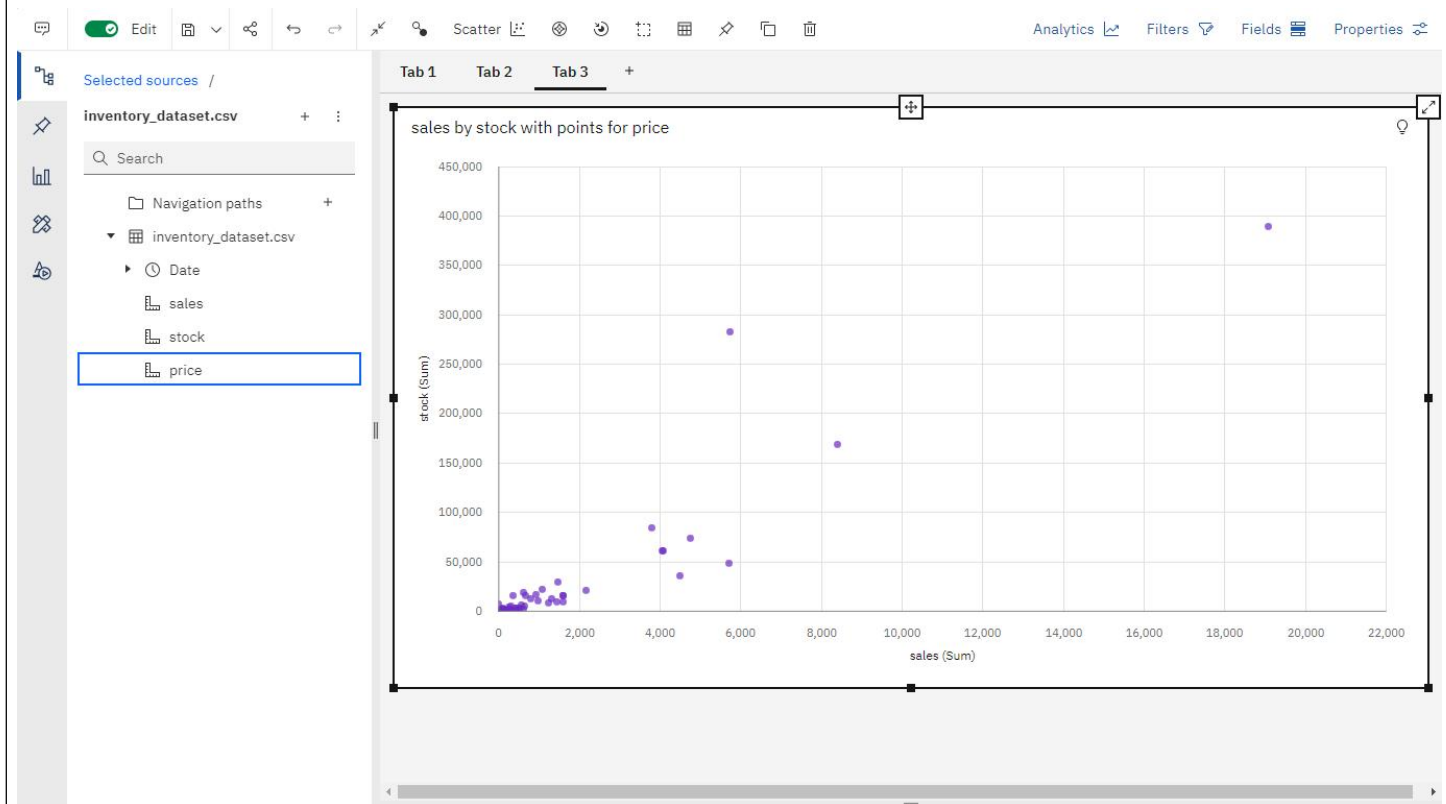 Edit
Scatter
Analytics
Filters
Fields
Properties
Selected sources /
inventory_dataset.csv
Search
Navigation paths
inventory_dataset.csv
Date
sales
stock
price
Tab 1
Tab 2
Tab 3
sales by stock with points for price
450,000
400,000
350,000
300,000
250,000
200,000
150,000
100,000
50,000
0
stock (Sum)
0
2,000
4,000
6,000
8,000
10,000
12,000
14,000
16,000
18,000
20,000
22,000
sales (Sum)